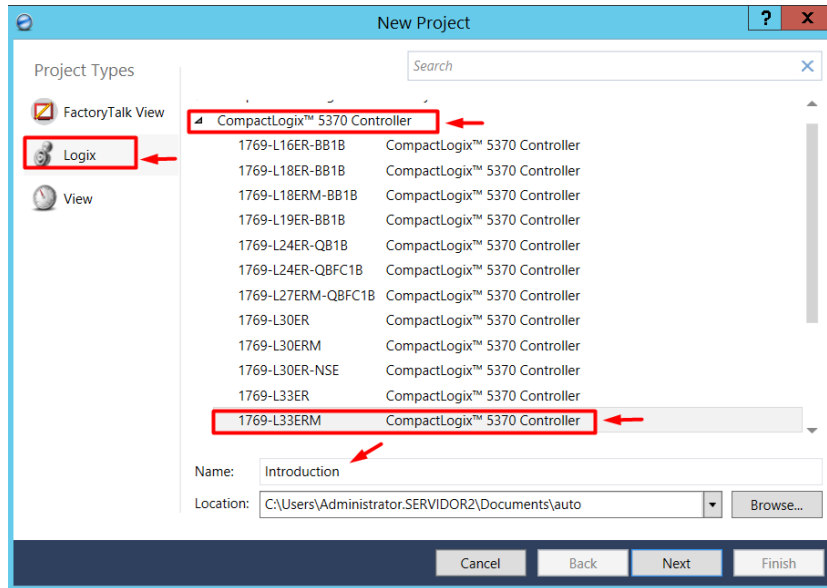 New Project
? x
Project Types
Search
FactoryTalk View
Logix
View
CompactLogix™ 5370 Controller
1769-L16ER-BB1B CompactLogix™ 5370 Controller
1769-L18ER-BB1B CompactLogix™ 5370 Controller
1769-L18ERM-BB1B CompactLogix™ 5370 Controller
1769-L19ER-BB1B CompactLogix™ 5370 Controller
1769-L24ER-QB1B CompactLogix™ 5370 Controller
1769-L24ER-QBFC1B CompactLogix™ 5370 Controller
1769-L27ERM-QBFC1B CompactLogix™ 5370 Controller
1769-L30ER CompactLogix™ 5370 Controller
1769-L30ERM CompactLogix™ 5370 Controller
1769-L30ER-NSE CompactLogix™ 5370 Controller
1769-L33ER CompactLogix™ 5370 Controller
1769-L33ERM CompactLogix™ 5370 Controller
Name: Introduction
Location: C:\Users\Administrator.SERVIDOR2\Documents\auto Browse...
Cancel Back Next Finish